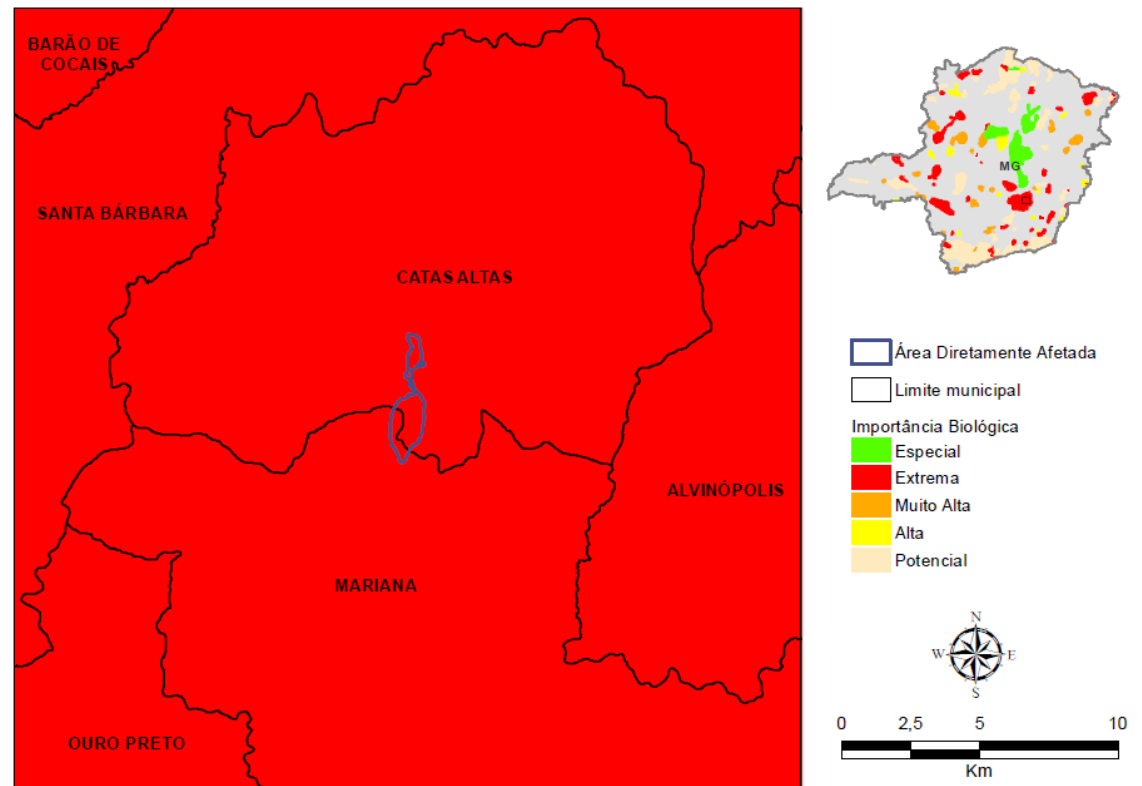 BARÃO DE
COCAIS
SANTA BÁRBARA
CATAS ALTAS
ALVINÓPOLIS
MARIANA
OURO PRETO
MG
Área Diretamente Afetada
Limite municipal
Importância Biológica
Especial
Extrema
Muito Alta
Alta
Potencial
N
W
E
S
0
2,5
5
10
Km